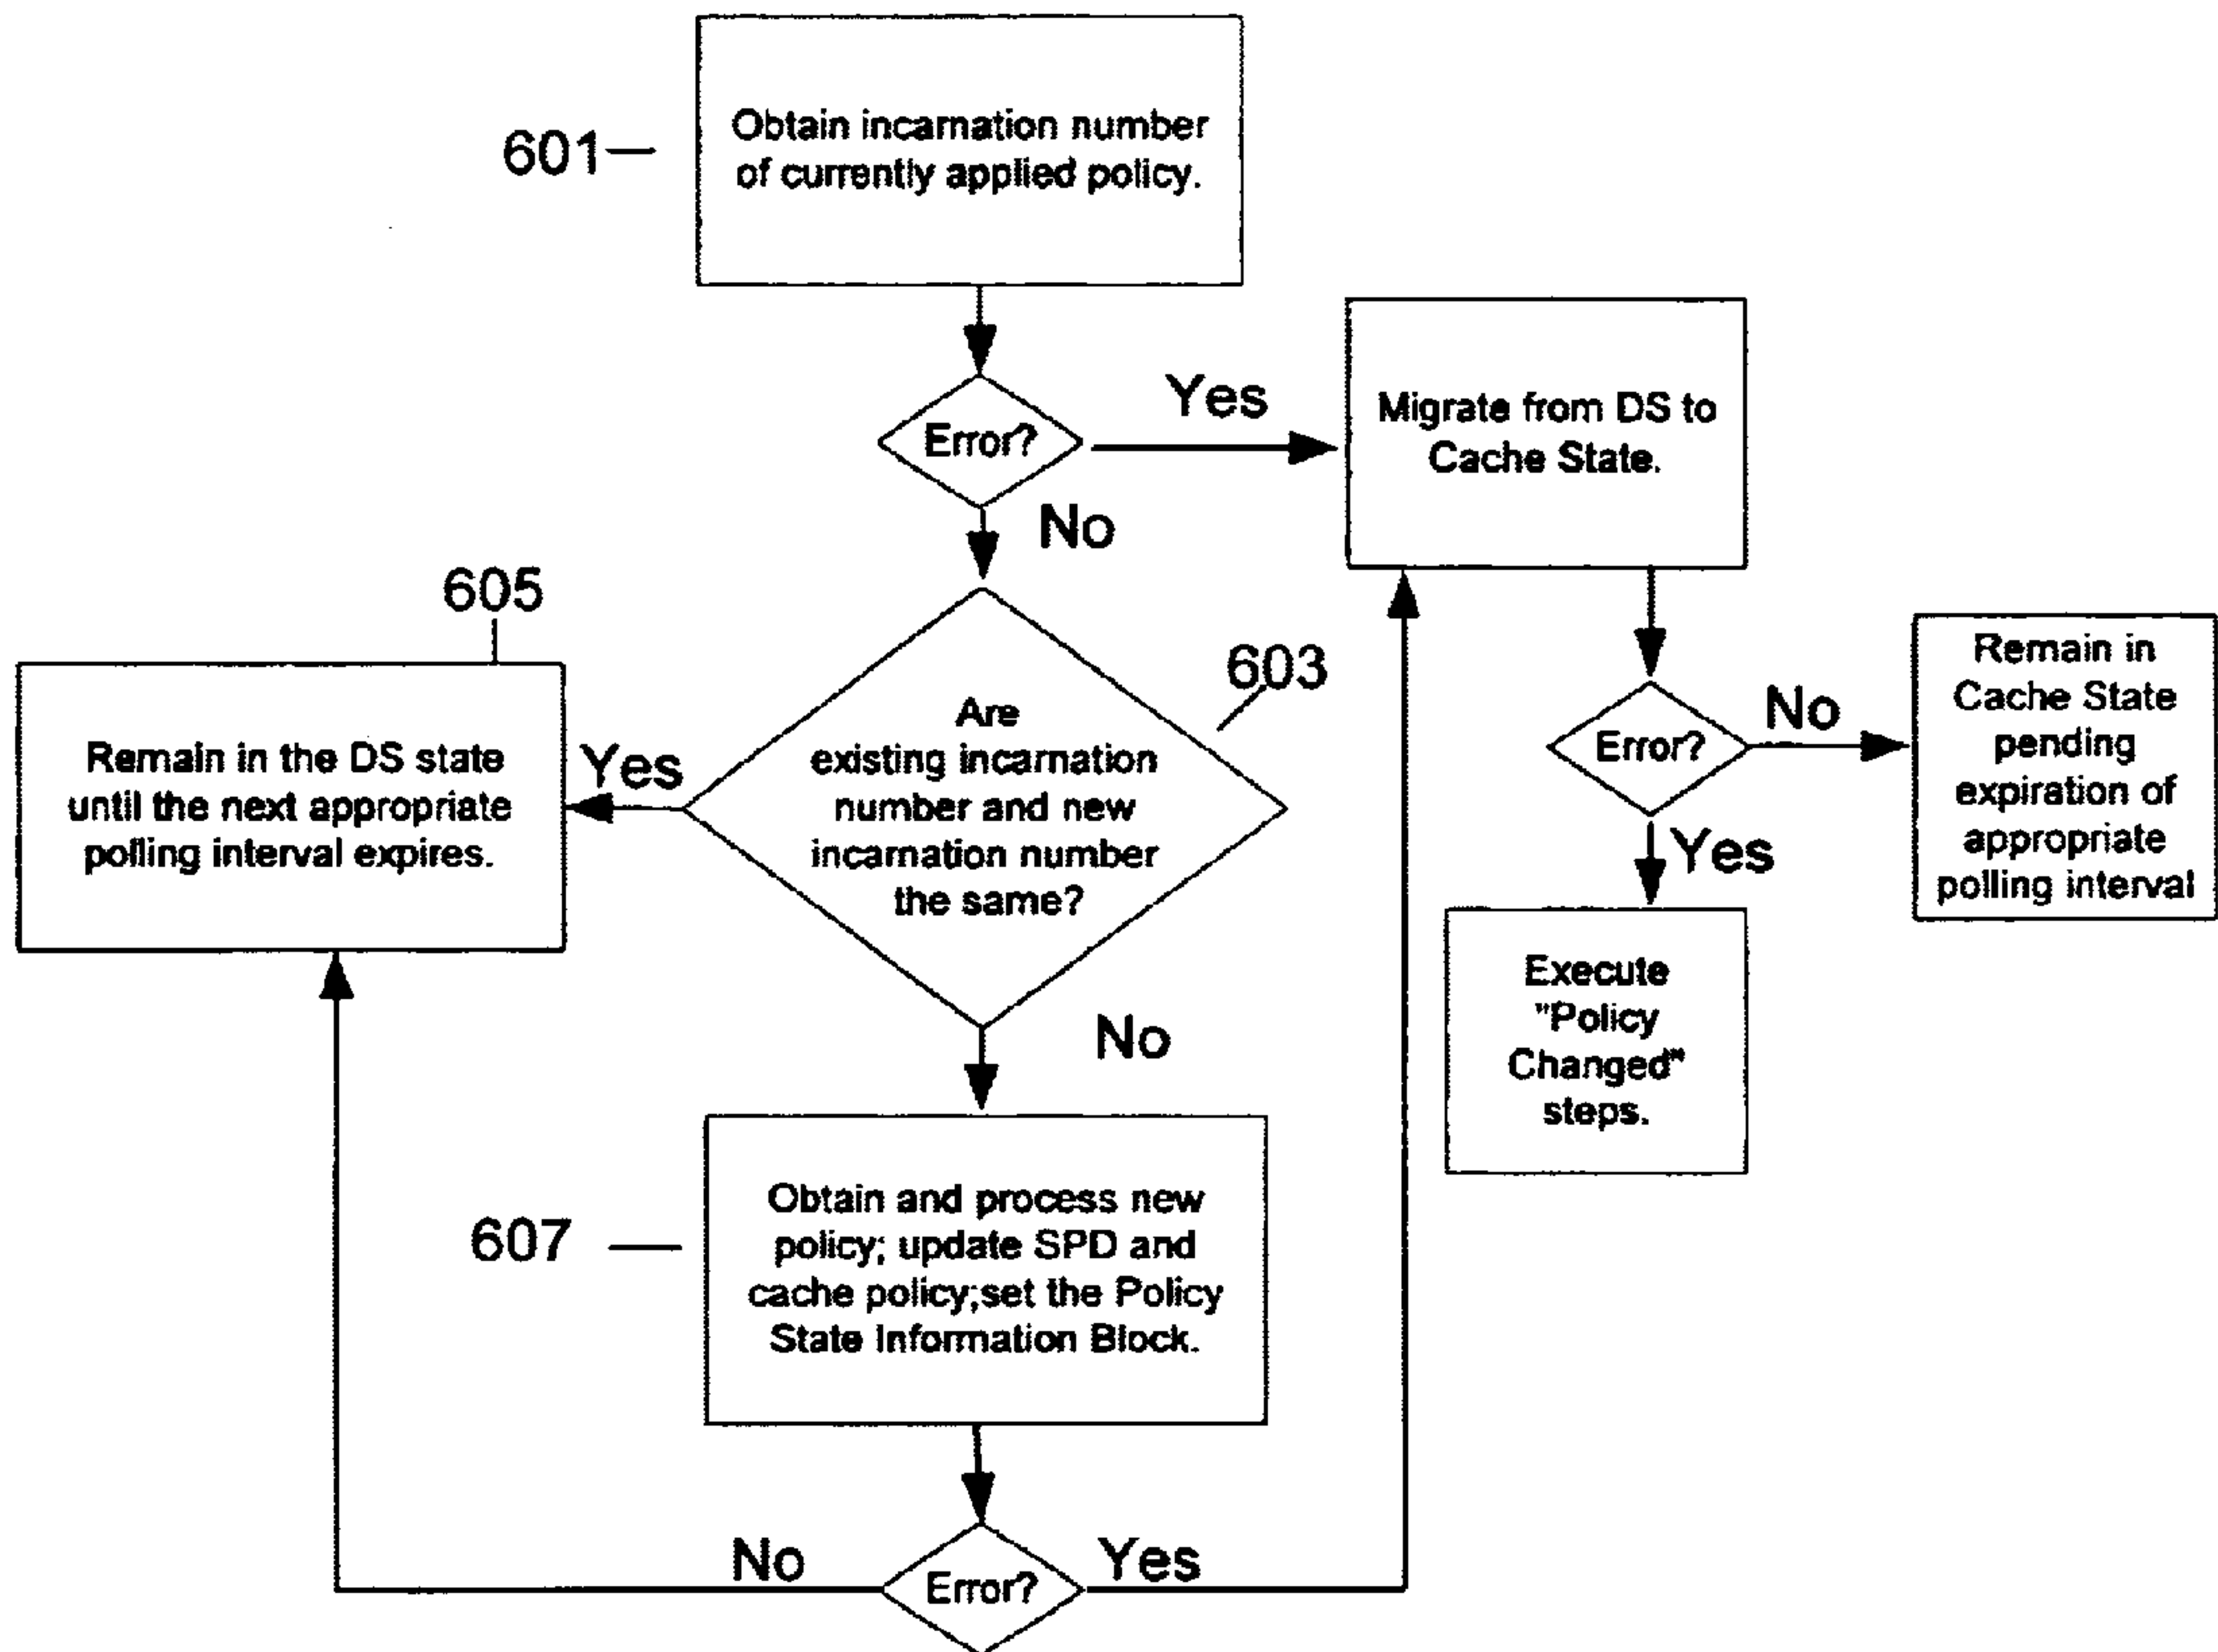 601
Obtain incarnation number
of currently applied policy.
Error?
Yes
No
Migrate from DS to
Cache State.
Error?
No
Yes
Remain in
Cache State
pending
expiration of
appropriate
polling interval
Execute
"Policy
Changed"
steps.
605
Remain in the DS state
until the next appropriate
polling interval expires.
Yes
603
Are
existing incarnation
number and new
incarnation number
the same?
No
607
Obtain and process new
policy; update SPD and
cache policy;set the Policy
State Information Block.
No
Error?
Yes